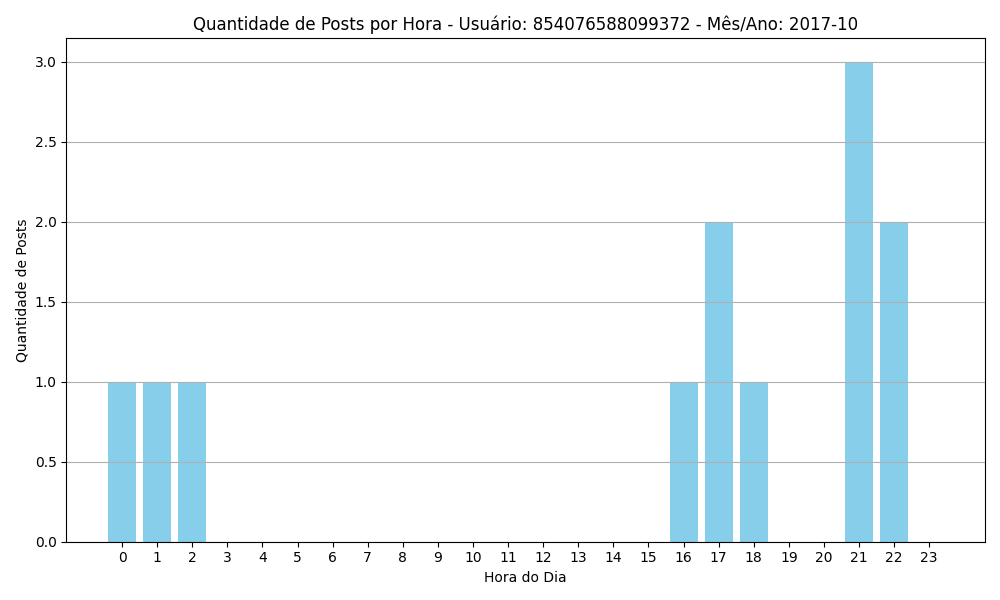 Quantidade de Posts por Hora - Usuário: 854076588099372 - Mês/Ano: 2017-10
3.0
2.5
2.0
1.5
1.0
0.5
0.0
Quantidade de Posts
0 1 2 3 4 5 6 7 8 9 10 11 12 13 14 15 16 17 18 19 20 21 22 23
Hora do Dia